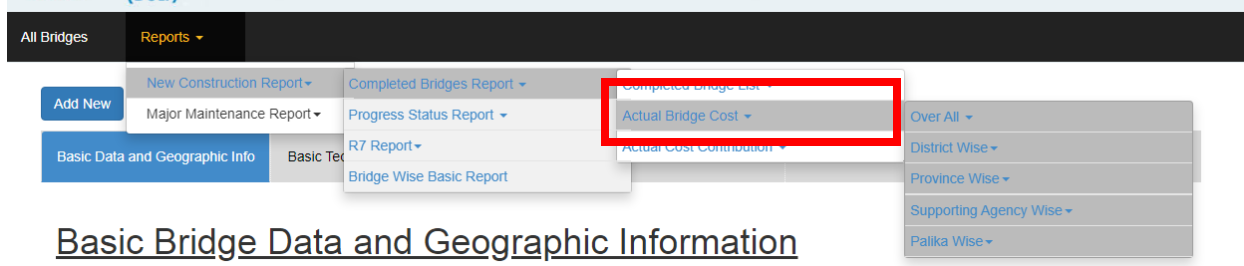 All Bridges Reports
New Construction Report Completed Bridges Report Completed Bridge List
Add New Major Maintenance Report Progress Status Report Actual Bridge Cost Over All
Basic Data and Geographic Info Basic Tec R7 Report Actual Cost Contribution District Wise
Bridge Wise Basic Report Province Wise
Supporting Agency Wise
Basic Bridge Data and Geographic Information Palika Wise